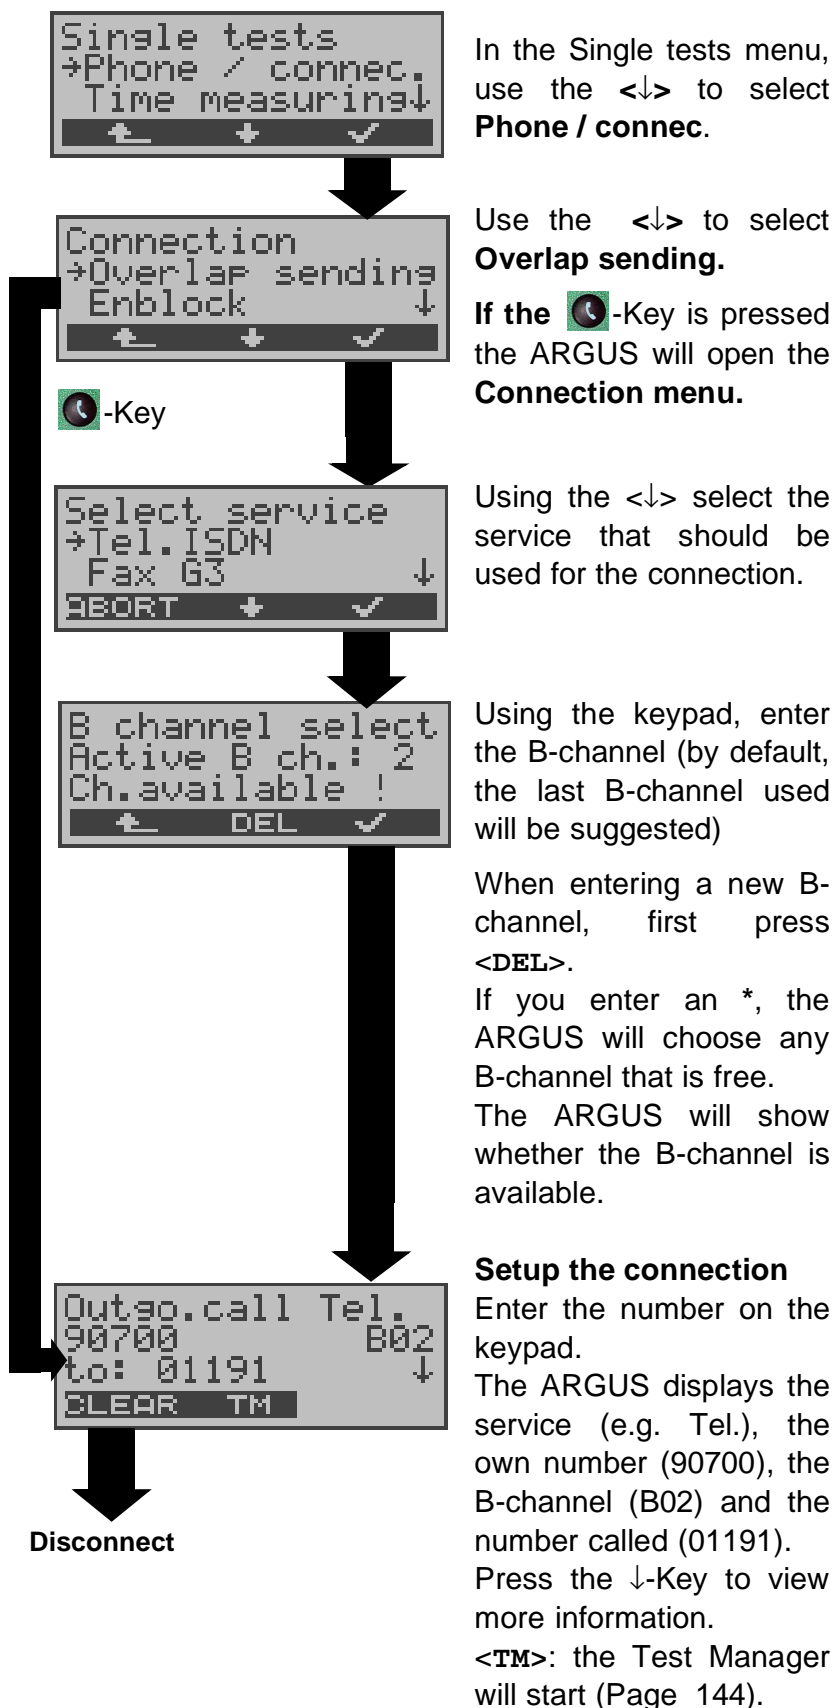 Single tests
→Phone / connec.
Time measuring↓
In the Single tests menu,
use the <↓> to select
Phone / connec.
Connection
→Overlap sending
Enblock ↓
Use the <↓> to select
Overlap sending.
If the -Key is pressed
the ARGUS will open the
Connection menu.
-Key
Select service
→Tel.ISDN
Fax G3 ↓
ABORT
Using the <↓> select the
service that should be
used for the connection.
B channel select
Active B ch.: 2
Ch.available !
DEL
Using the keypad, enter
the B-channel (by default,
the last B-channel used
will be suggested)
When entering a new B-
channel, first press
<DEL>.
If you enter an *, the
ARGUS will choose any
B-channel that is free.
The ARGUS will show
whether the B-channel is
available.
Outgo.call Tel.
90700 B02
to: 01191 ↓
CLEAR TM
Disconnect
Setup the connection
Enter the number on the
keypad.
The ARGUS displays the
service (e.g. Tel.), the
own number (90700), the
B-channel (B02) and the
number called (01191).
Press the ↓-Key to view
more information.
<TM>: the Test Manager
will start (Page 144).